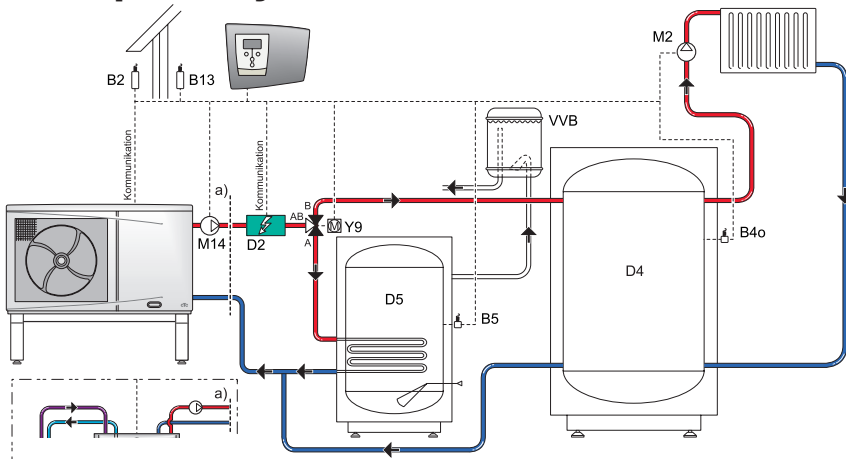 M2
B2
B13
VVB
Kommunikation
Kommunikation
a)
B
AB
A
M
Y9
M14
D2
B4o
D4
D5
B5
a)